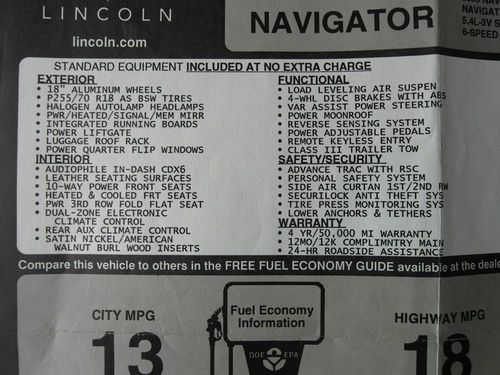 LINCOLN
lincoln.com
NAVIGATOR
NAVIGAT
5.4L-3V S
6-SPEED
STANDARD EQUIPMENT INCLUDED AT NO EXTRA CHARGE
EXTERIOR
• 18" ALUMINUM WHEELS
• P255/70 R18 AS BSW TIRES
• HALOGEN AUTOLAMP HEADLAMPS
• PWR/HEATED/SIGNAL/MEM MIRR
• INTEGRATED RUNNING BOARDS
• POWER LIFTGATE
• LUGGAGE ROOF RACK
• POWER QUARTER FLIP WINDOWS
INTERIOR
• AUDIOPHILE IN-DASH CDX6
• LEATHER SEATING SURFACES
• 10-WAY POWER FRONT SEATS
• HEATED & COOLED FRT SEATS
• PWR 3RD ROW FOLD FLAT SEAT
• DUAL-ZONE ELECTRONIC
CLIMATE CONTROL
• REAR AUX CLIMATE CONTROL
• SATIN NICKEL/AMERICAN
WALNUT BURL WOOD INSERTS
FUNCTIONAL
• LOAD LEVELING AIR SUSPEN
• 4-WHL DISC BRAKES WITH ABS
• VAR ASSIST POWER STEERING
• POWER MOONROOF
• REVERSE SENSING SYSTEM
• POWER ADJUSTABLE PEDALS
• REMOTE KEYLESS ENTRY
• CLASS III TRAILER TOW
SAFETY/SECURITY
• ADVANCE TRAC WITH RSC
• PERSONAL SAFETY SYSTEM
• SIDE AIR CURTAIN 1ST/2ND RW
• SECURILOCK ANTI THEFT SYS
• TIRE PRESS MONITORING SYS
• LOWER ANCHORS & TETHERS
WARRANTY
• 4 YR/50,000 MI WARRANTY
• 12MO/12K COMPLIMNTRY MAIN
• 24-HR ROADSIDE ASSISTANCE
Compare this vehicle to others in the FREE FUEL ECONOMY GUIDE available at the deale
CITY MPG
13
Fuel Economy
Information
DOE EPA
HIGHWAY MPG
18